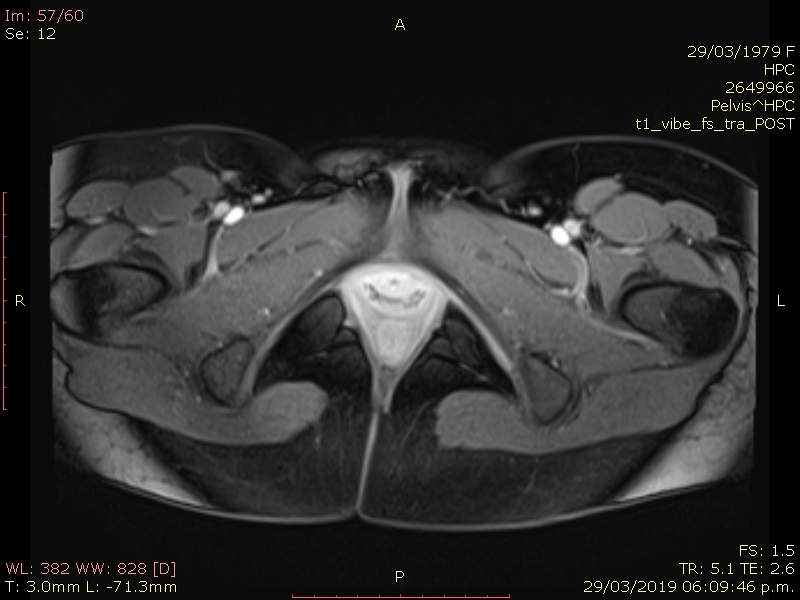 Im: 57/60
Se: 12
A
29/03/1979 F
HPC
2649966
Pelvis^HPC
t1_vibe_fs_tra_POST
R
L
WL: 382 WW: 828 [D]
T: 3.0mm L: -71.3mm
P
FS: 1.5
TR: 5.1 TE: 2.6
29/03/2019 06:09:46 p.m.